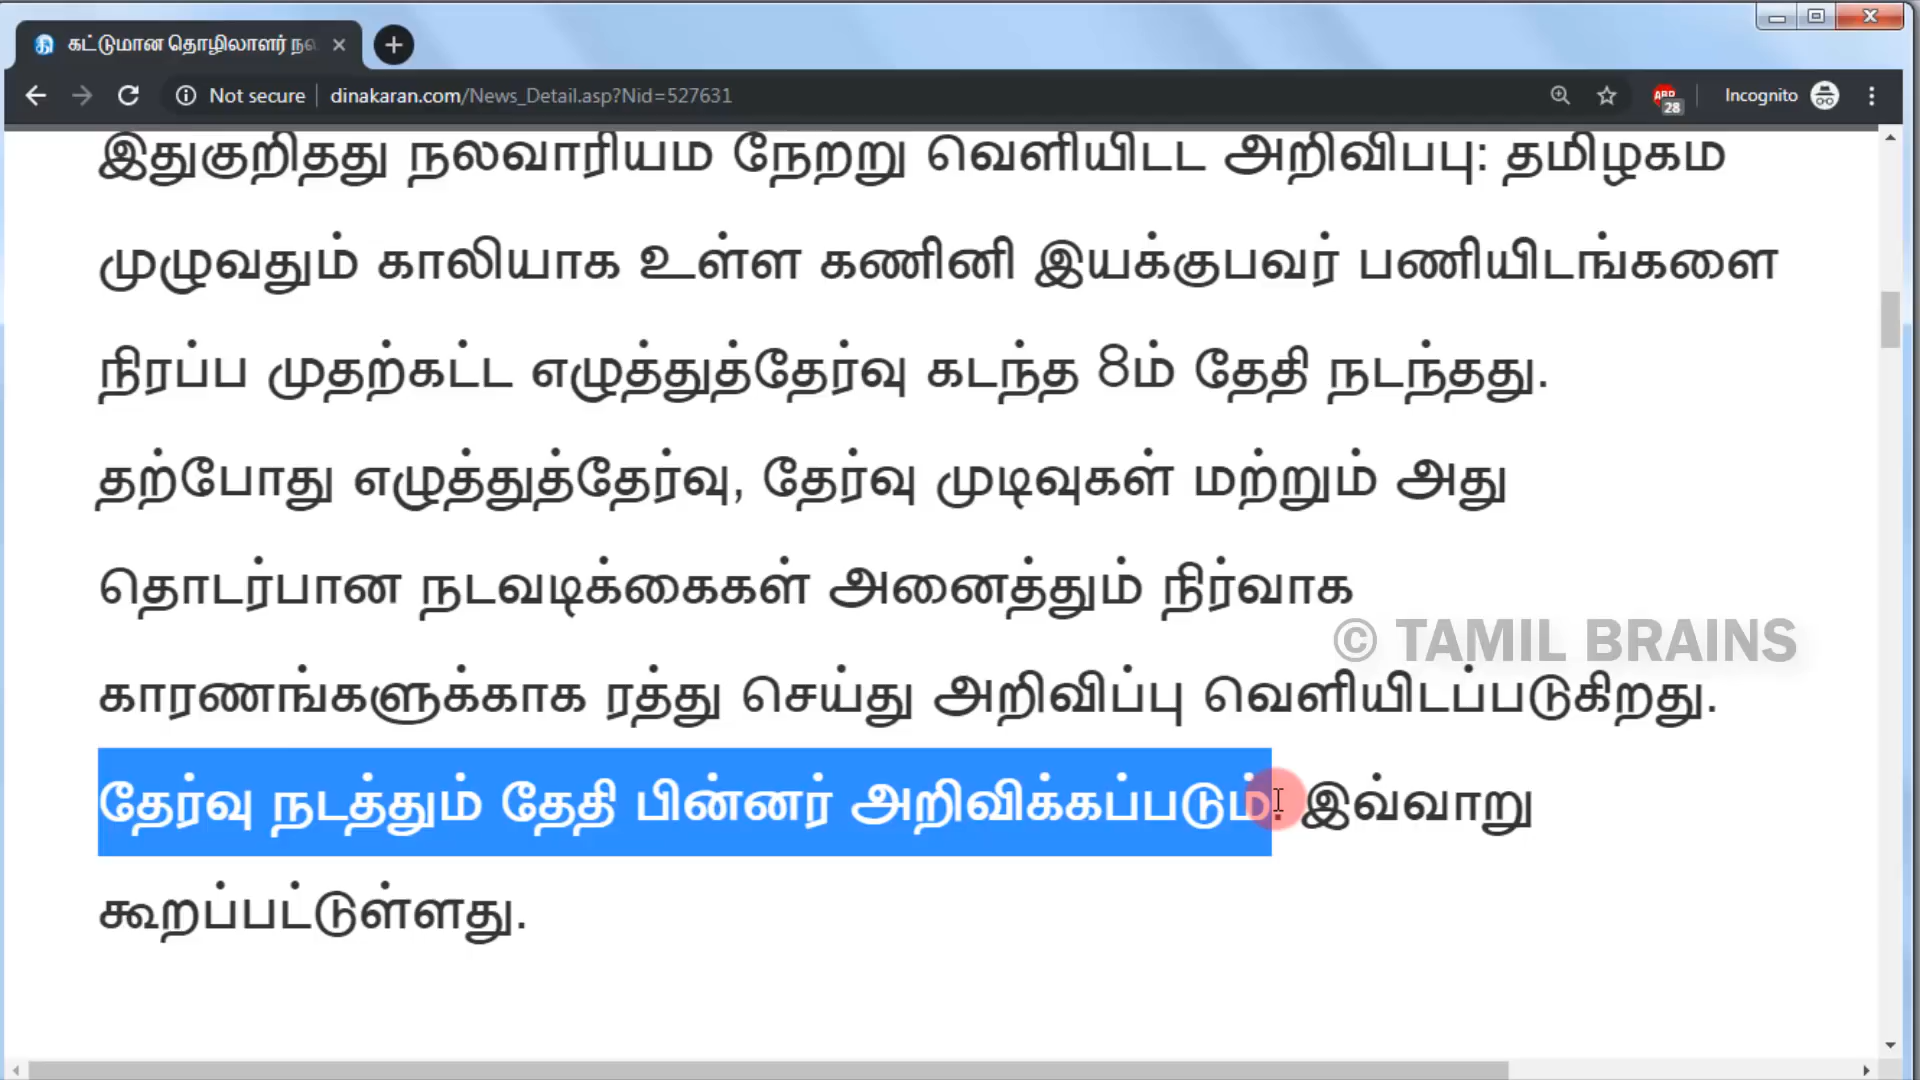 கட்டுமான தொழிலாளர் நல
Not secure
dinakaran.com/News_Detail.asp?Nid=527631
ABP
28
Incognito
இதுகுறித்து நலவாரியம் நேற்று வெளியிட்ட அறிவிப்பு: தமிழகம்
முழுவதும் காலியாக உள்ள கணினி இயக்குபவர் பணியிடங்களை
நிரப்ப முதற்கட்ட எழுத்துத்தேர்வு கடந்த 8ம் தேதி நடந்தது.
தற்போது எழுத்துத்தேர்வு, தேர்வு முடிவுகள் மற்றும் அது
தொடர்பான நடவடிக்கைகள் அனைத்தும் நிர்வாக
© TAMIL BRAINS
காரணங்களுக்காக ரத்து செய்து அறிவிப்பு வெளியிடப்படுகிறது.
தேர்வு நடத்தும் தேதி பின்னர் அறிவிக்கப்படும். இவ்வாறு
கூறப்பட்டுள்ளது.